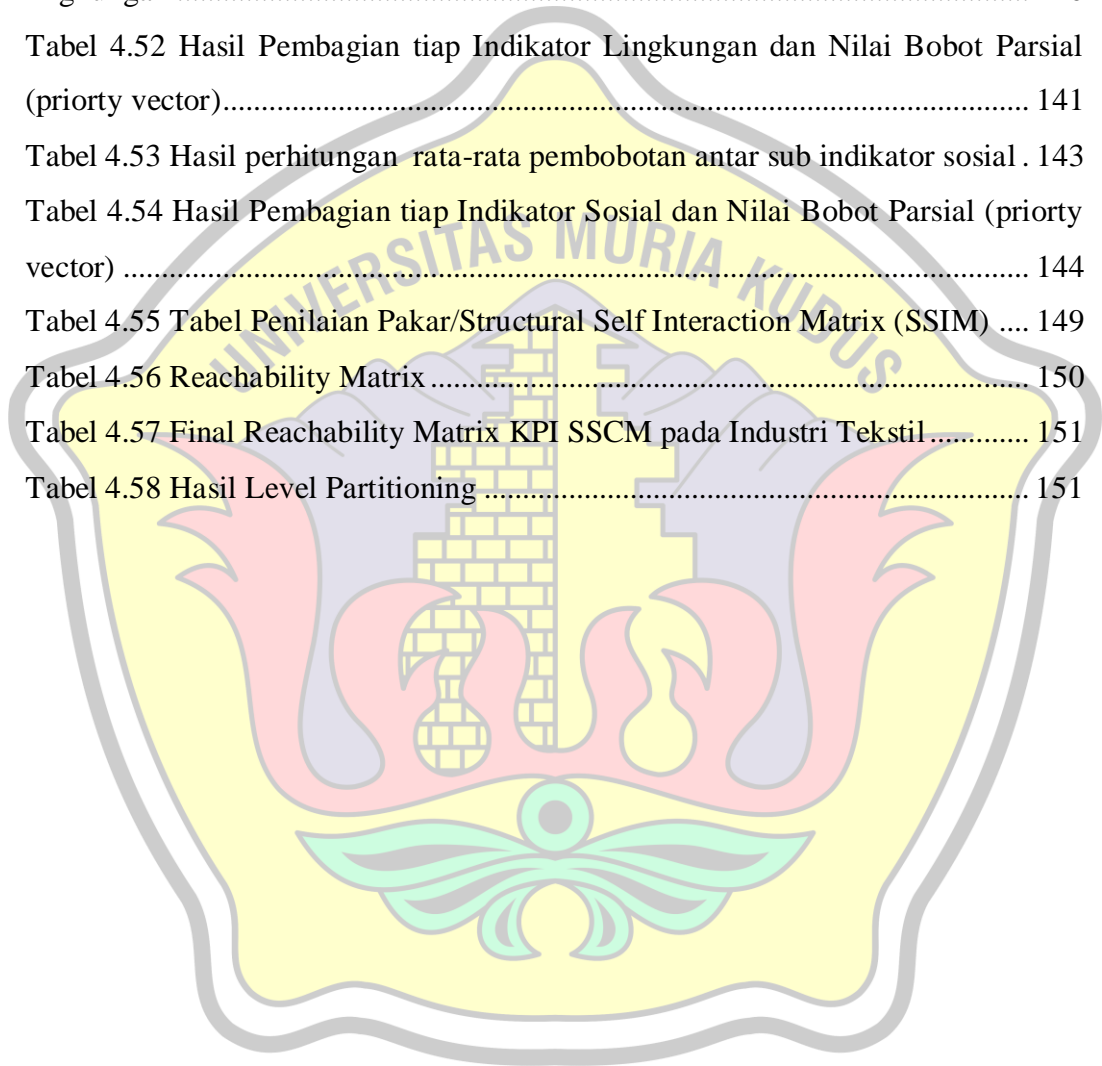 Tabel 4.52 Hasil Pembagian tiap Indikator Lingkungan dan Nilai Bobot Parsial
(priorty vector)............................................................................................................... 141
Tabel 4.53 Hasil perhitungan rata-rata pembobotan antar sub indikator sosial . 143
Tabel 4.54 Hasil Pembagian tiap Indikator Sosial dan Nilai Bobot Parsial (priorty
vector) ............................................................................................................................. 144
Tabel 4.55 Tabel Penilaian Pakar/Structural Self Interaction Matrix (SSIM) .... 149
Tabel 4.56 Reachability Matrix .................................................................................. 150
Tabel 4.57 Final Reachability Matrix KPI SSCM pada Industri Tekstil ............. 151
Tabel 4.58 Hasil Level Partitioning ........................................................................... 151
UNIVERSITAS MURIA KUDUS